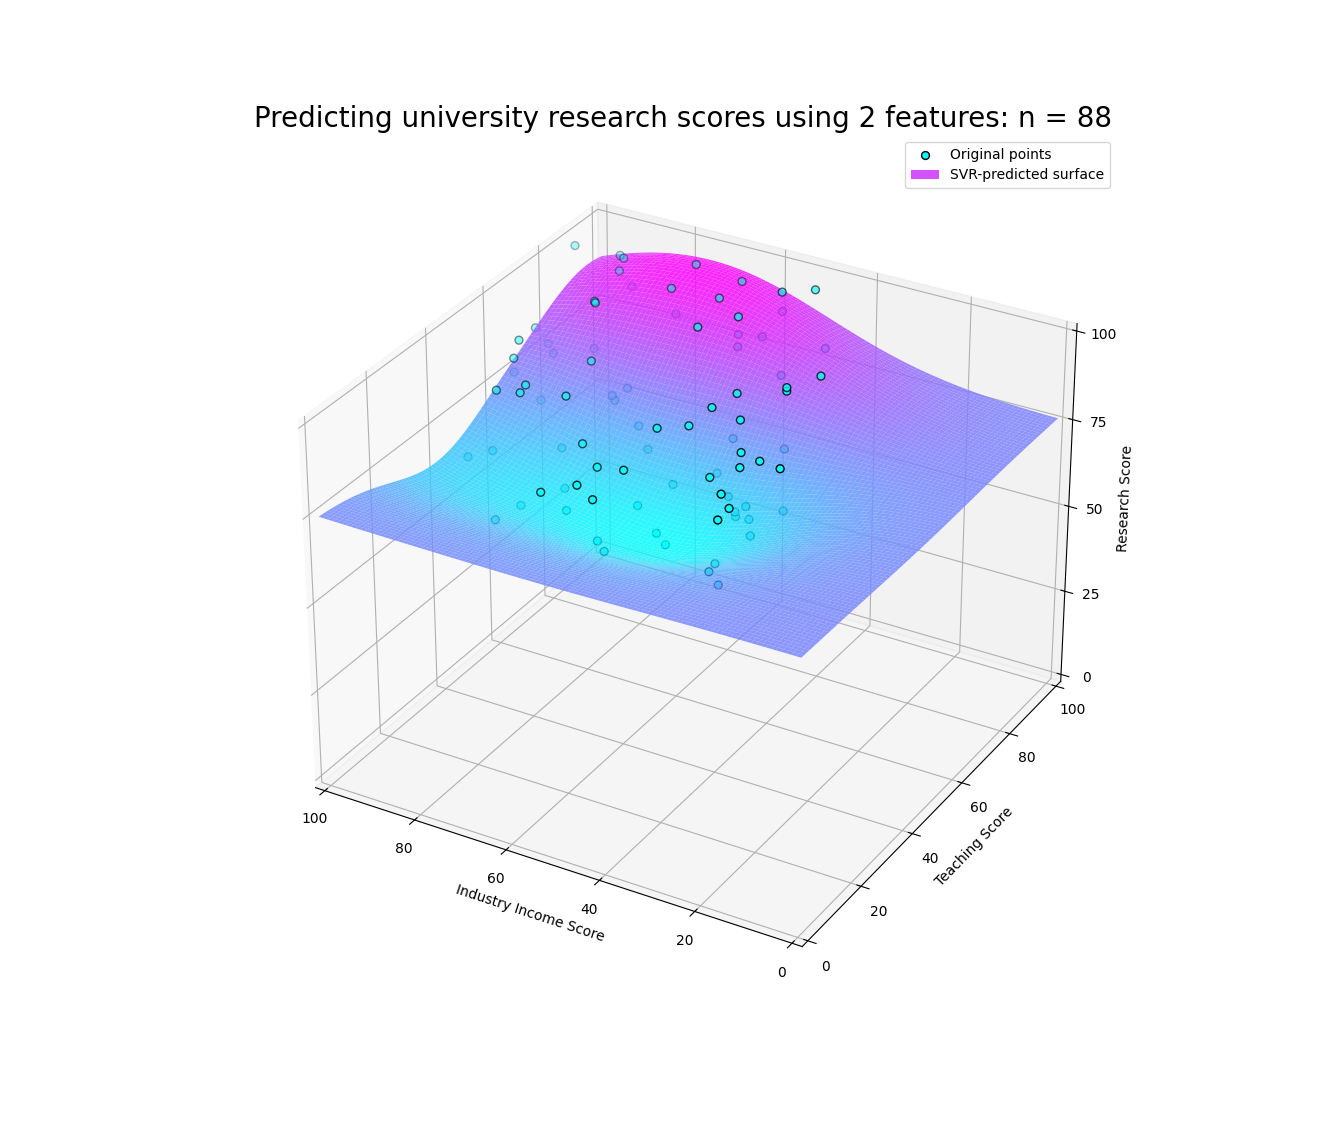 Predicting university research scores using 2 features: n = 88
Original points
SVR-predicted surface
100
75
50
25
0
Research Score
100
80
60
40
20
0
Teaching Score
100
80
60
40
20
0
Industry Income Score